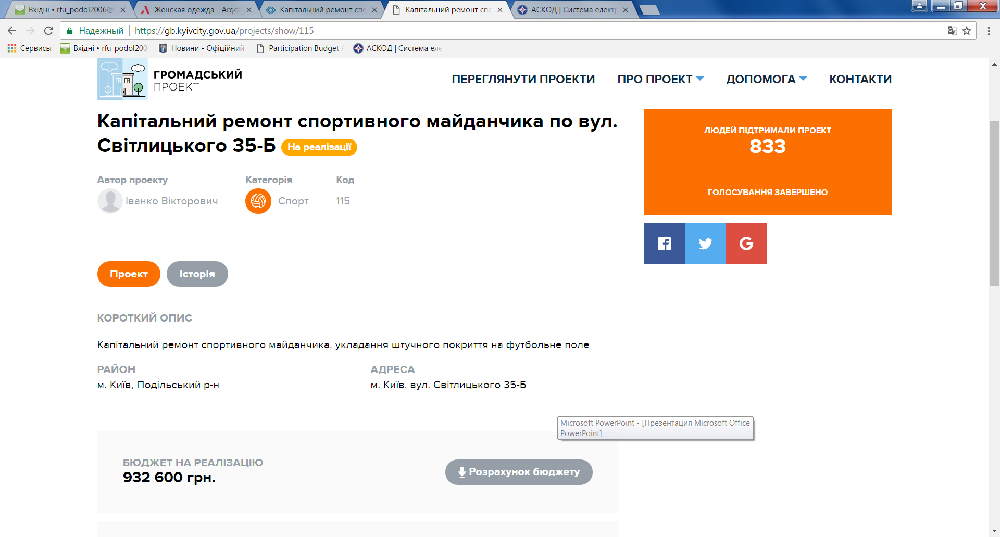 Вхідні • rfu_podol2006@
Женская одежда - Argo
Капітальний ремонт спо
Капітальний ремонт спо
АСКОД | Система електр
Надежный
https://gb.kyivcity.gov.ua/projects/show/115
Сервисы
Вхідні • rfu_podol200
Новини - Офіційний
Participation Budget A
АСКОД | Система еле
ГРОМАДСЬКИЙ
ПРОЕКТ
ПЕРЕГЛЯНУТИ ПРОЕКТИ
ПРО ПРОЕКТ
ДОПОМОГА
КОНТАКТИ
Капітальний ремонт спортивного майданчика по вул.
Світлицького 35-Б
На реалізації
ЛЮДЕЙ ПІДТРИМАЛИ ПРОЕКТ
833
ГОЛОСУВАННЯ ЗАВЕРШЕНО
Автор проекту
Іванко Вікторович
Категорія
Спорт
Код
115
Проект
Історія
КОРОТКИЙ ОПИС
Капітальний ремонт спортивного майданчика, укладання штучного покриття на футбольне поле
РАЙОН
м. Київ, Подільський р-н
АДРЕСА
м. Київ, вул. Світлицького 35-Б
Microsoft PowerPoint - [Презентация Microsoft Office
PowerPoint]
БЮДЖЕТ НА РЕАЛІЗАЦІЮ
932 600 грн.
Розрахунок бюджету